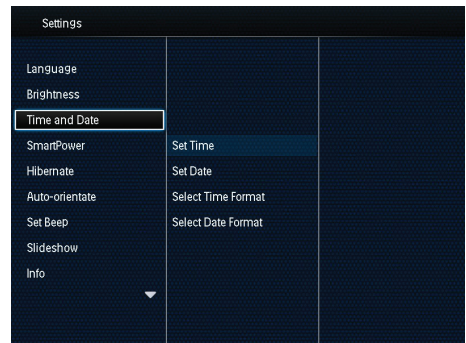 Settings
Language
Brightness
Time and Date
SmartPower
Hibernate
Auto-orientate
Set Beep
Slideshow
Info
Set Time
Set Date
Select Time Format
Select Date Format